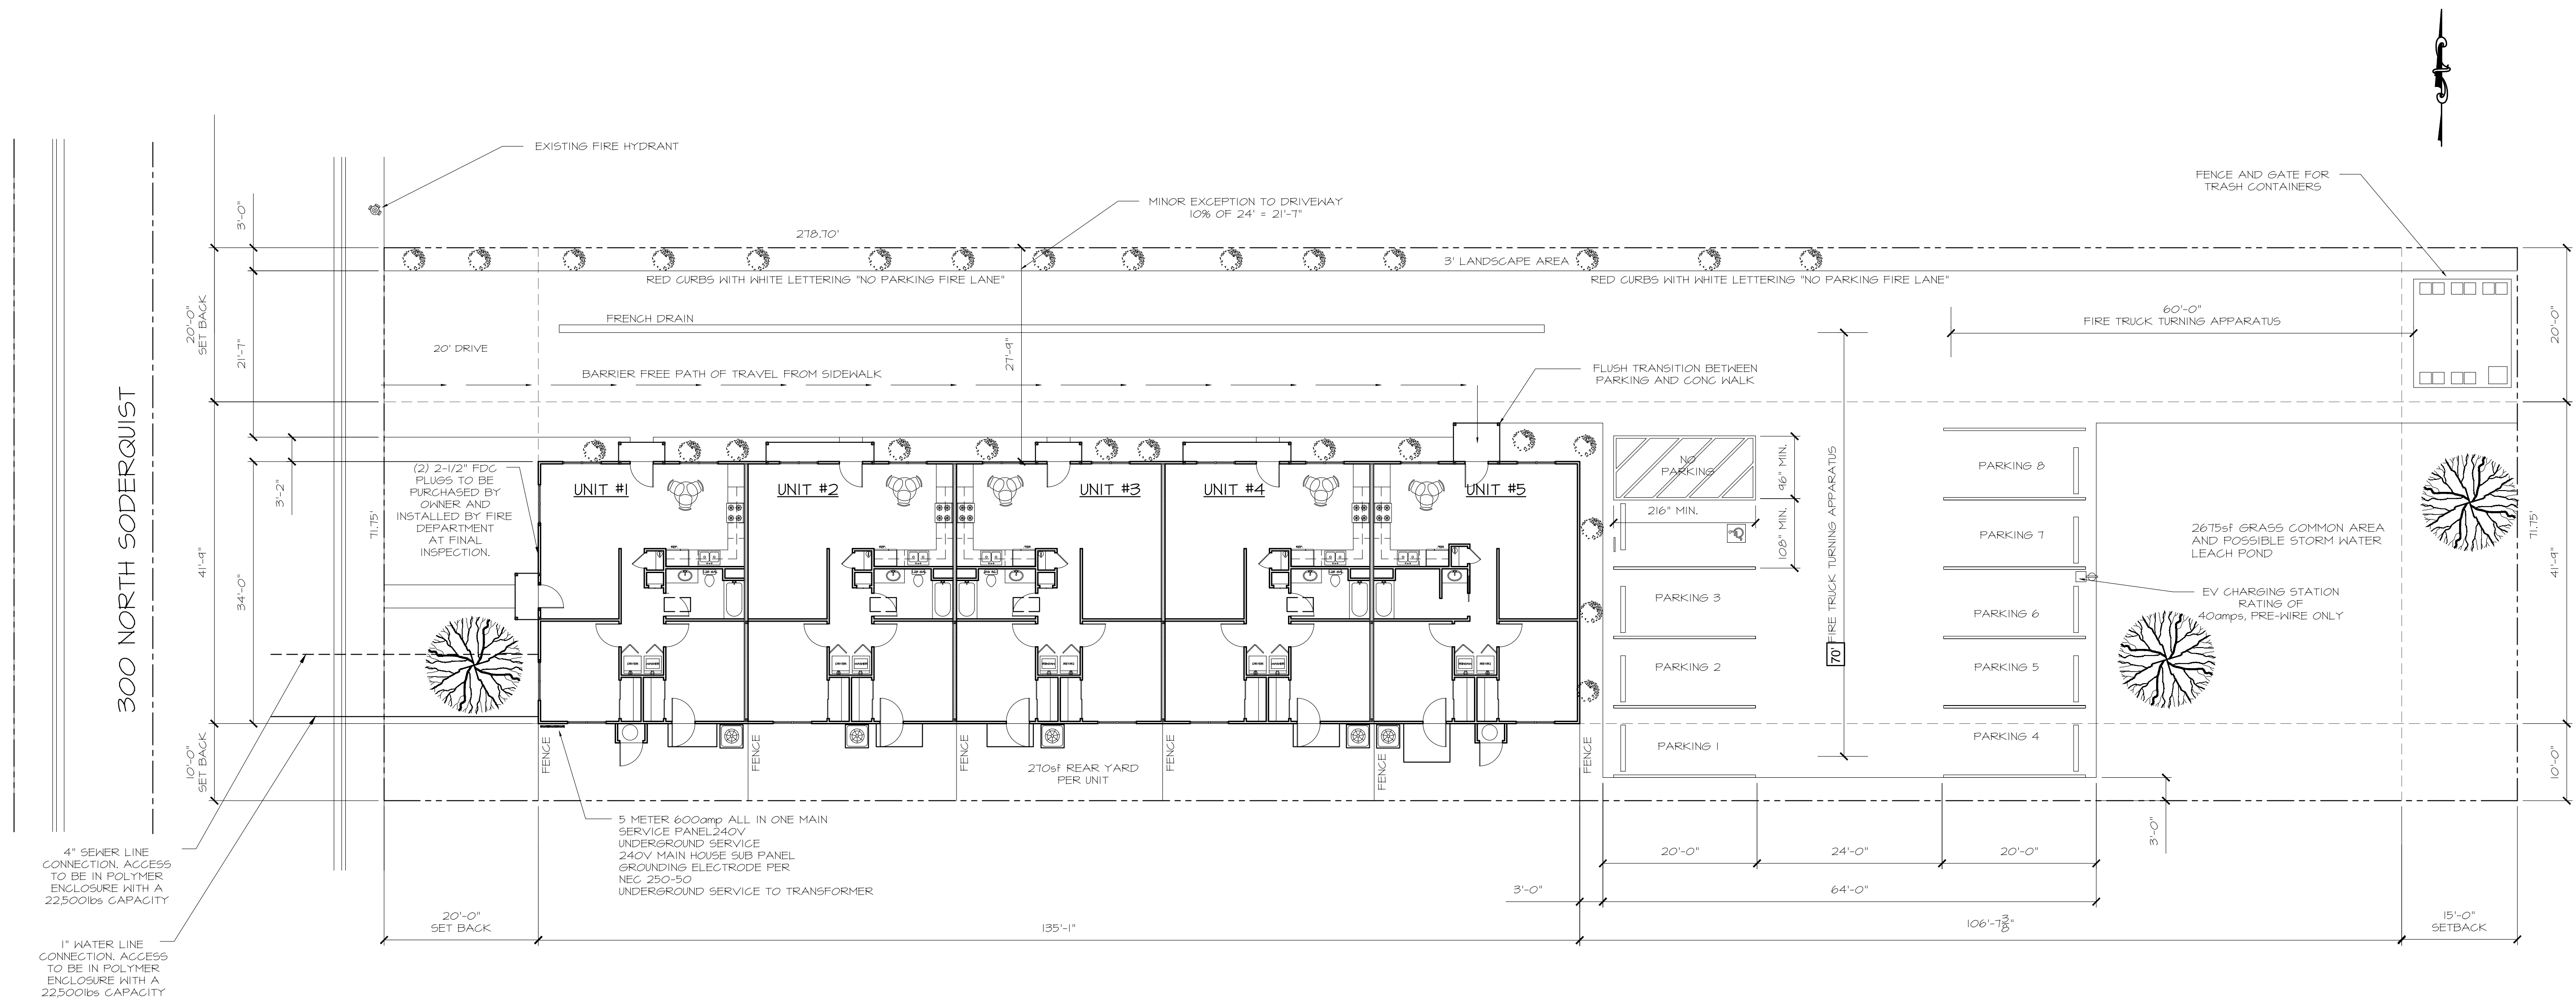 EXISTING FIRE HYDRANT
FENCE AND GATE FOR
TRASH CONTAINERS
MINOR EXCEPTION TO DRIVEWAY
10% OF 24' = 21'-7"
278.70'
3'-0"
3' LANDSCAPE AREA
RED CURBS WITH WHITE LETTERING "NO PARKING FIRE LANE"
RED CURBS WITH WHITE LETTERING "NO PARKING FIRE LANE"
20'-0"
SET BACK
21'-7"
FRENCH DRAIN
60'-0"
FIRE TRUCK TURNING APPARATUS
20'-0"
20' DRIVE
27'-9"
BARRIER FREE PATH OF TRAVEL FROM SIDEWALK
FLUSH TRANSITION BETWEEN
PARKING AND CONC WALK
300 NORTH SODERQUIST
(2) 2-1/2" FDC
PLUGS TO BE
PURCHASED BY
OWNER AND
INSTALLED BY FIRE
DEPARTMENT
AT FINAL
INSPECTION.
3'-2"
71.75'
41'-9"
34'-0"
UNIT #1
UNIT #2
UNIT #3
UNIT #4
UNIT #5
NO
PARKING
96" MIN.
216" MIN.
108" MIN.
70' FIRE TRUCK TURNING APPARATUS
PARKING 8
PARKING 7
PARKING 3
PARKING 6
PARKING 2
PARKING 5
PARKING 1
PARKING 4
2675sf GRASS COMMON AREA
AND POSSIBLE STORM WATER
LEACH POND
71.75'
41'-9"
EV CHARGING STATION
RATING OF
40amps, PRE-WIRE ONLY
DRYER
WASHER
DRYER
WASHER
DRYER
WASHER
10'-0"
SET BACK
FENCE
FENCE
FENCE
FENCE
FENCE
FENCE
270sf REAR YARD
PER UNIT
10'-0"
3'-0"
5 METER 600amp ALL IN ONE MAIN
SERVICE PANEL240V
UNDERGROUND SERVICE
240V MAIN HOUSE SUB PANEL
GROUNDING ELECTRODE PER
NEC 250-50
UNDERGROUND SERVICE TO TRANSFORMER
4" SEWER LINE
CONNECTION. ACCESS
TO BE IN POLYMER
ENCLOSURE WITH A
22,500lbs CAPACITY
1" WATER LINE
CONNECTION. ACCESS
TO BE IN POLYMER
ENCLOSURE WITH A
22,500lbs CAPACITY
20'-0"
24'-0"
20'-0"
3'-0"
64'-0"
20'-0"
SET BACK
135'-1"
106'-7 3/8"
15'-0"
SETBACK